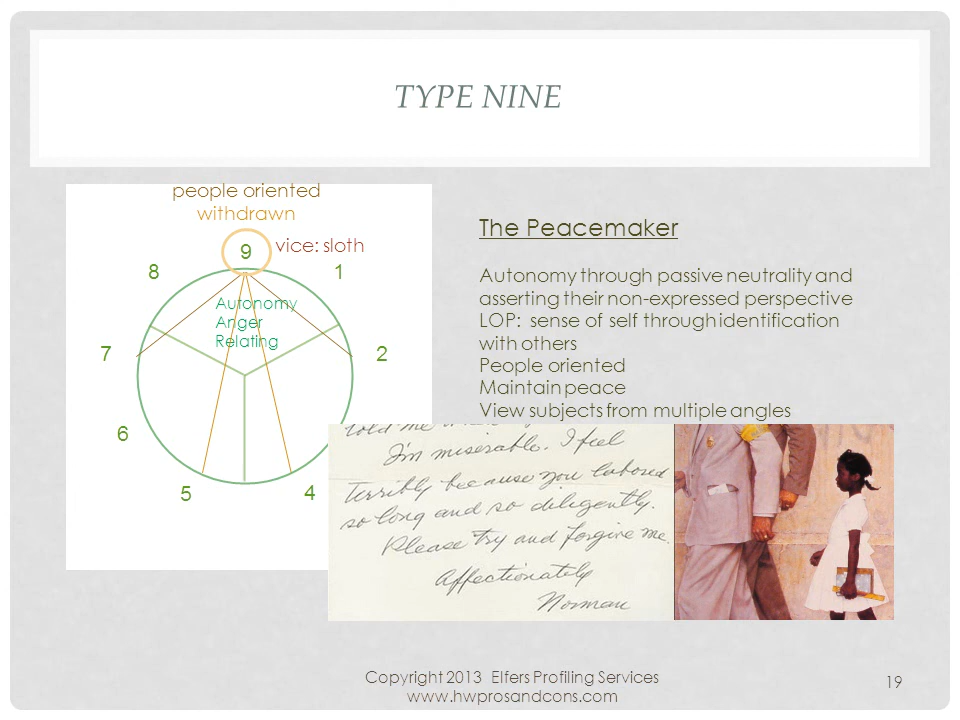 TYPE NINE
people oriented
withdrawn
vice: sloth
9
8
1
Autonomy
Anger
Relating
7
2
6
5
4
The Peacemaker
Autonomy through passive neutrality and
asserting their non-expressed perspective
LOP: sense of self through identification
with others
People oriented
Maintain peace
View subjects from multiple angles
told me
I'm miserable. I feel
terribly because you labored
so long and so diligently.
Please try and forgive me.
Affectionately
Norman
Copyright 2013 Elfers Profiling Services
www.hwprosandcons.com
19